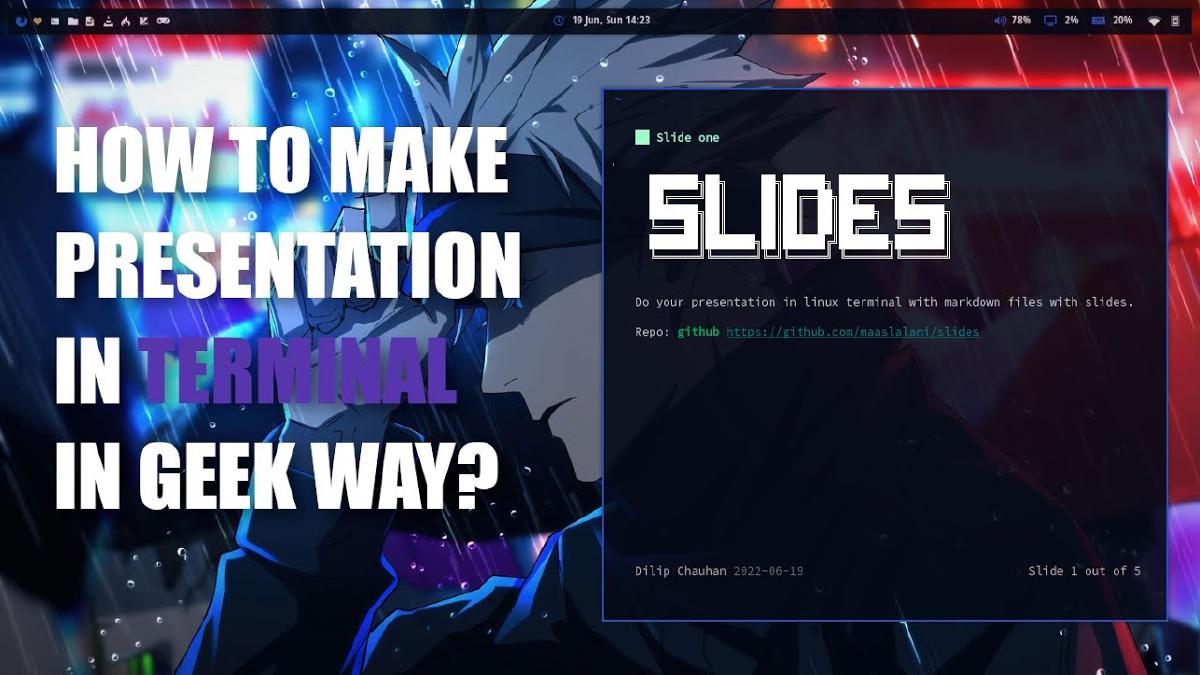 19 Jun, Sun 14:23
78%
2%
20%
HOW TO MAKE
PRESENTATION
IN TERMINAL
IN GEEK WAY?
Slide one
SLIDES
Do your presentation in linux terminal with markdown files with slides.
Repo: github https://github.com/maaslalani/slides
Dilip Chauhan 2022-06-19
Slide 1 out of 5